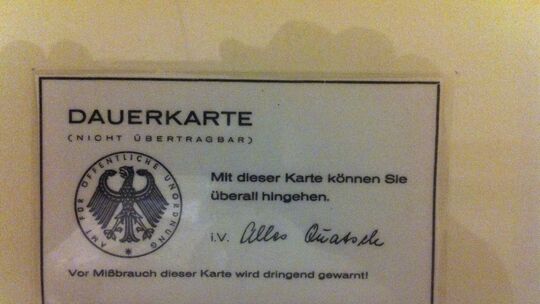 DAUERKARTE
(NICHT ÜBERTRAGBAR)
AMT FÜR ÖFFENTLICHE UNORDNUNG
Mit dieser Karte können Sie
überall hingehen.
i.V. Alles Quatsch
Vor Mißbrauch dieser Karte wird dringend gewarnt!